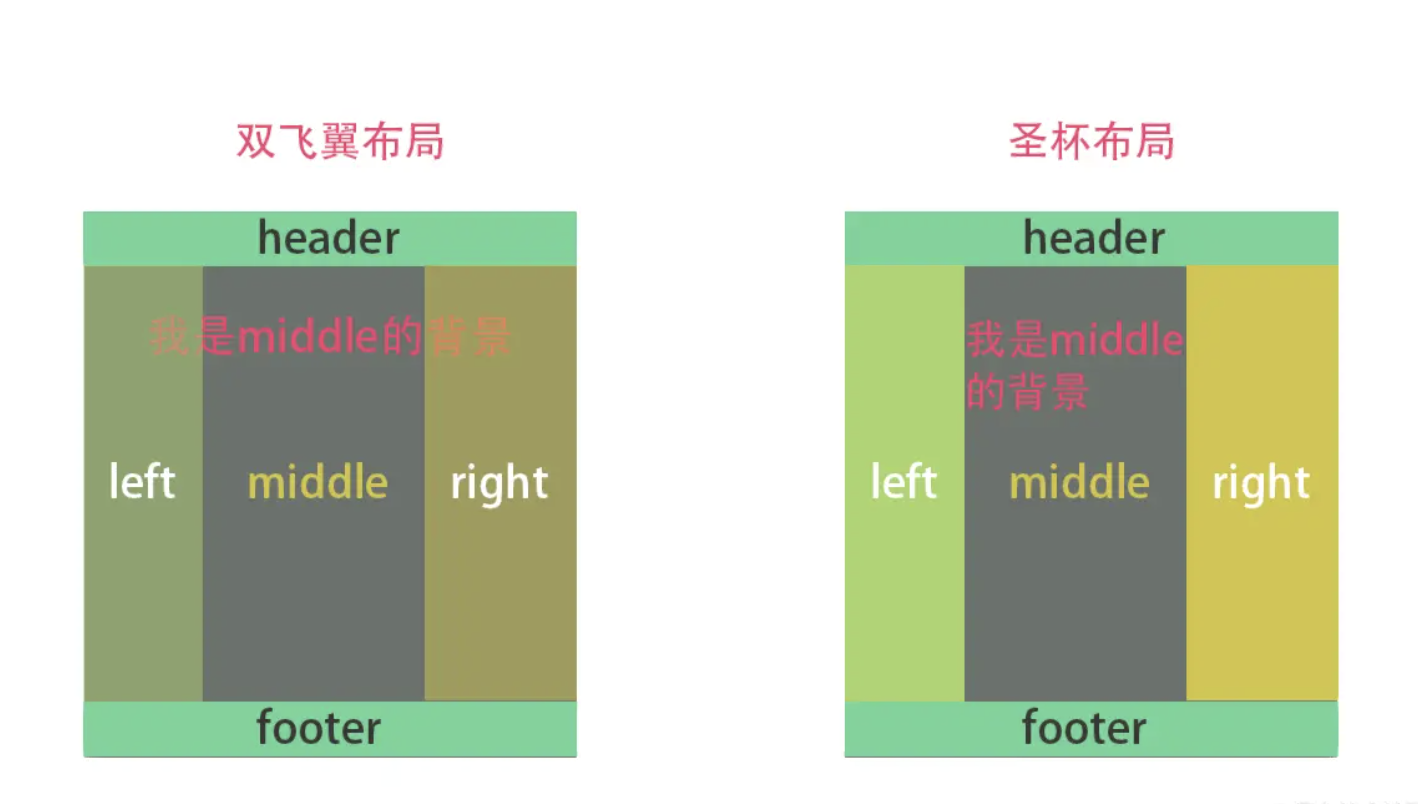 双飞翼布局
header
我是middle的背景
left
middle
right
footer
圣杯布局
header
我是middle
的背景
left
middle
right
footer